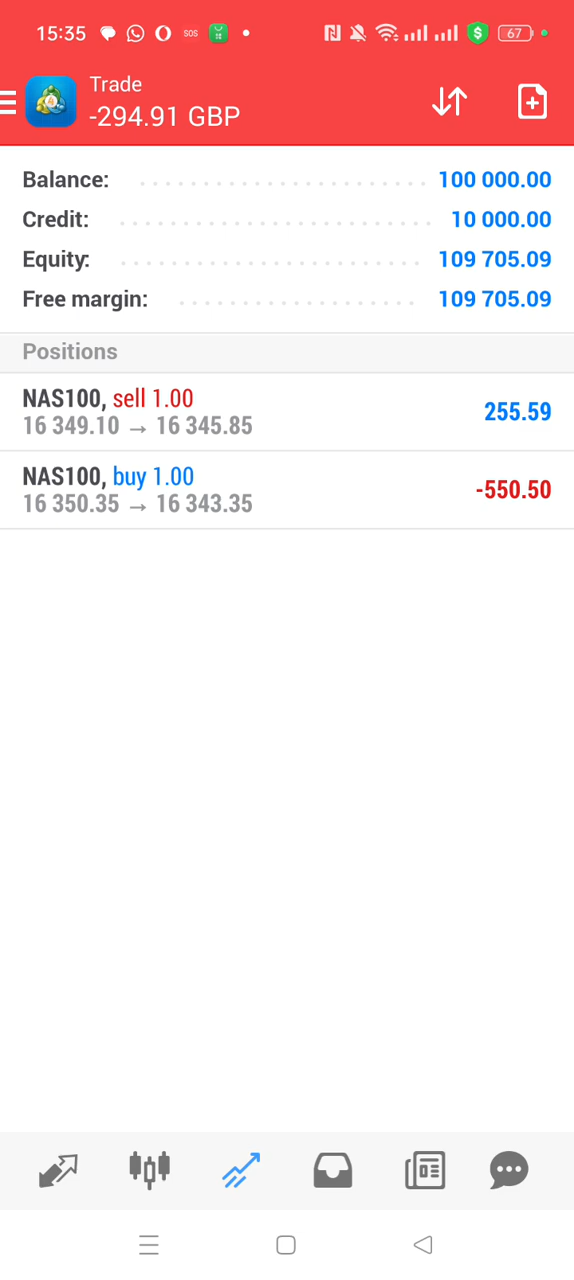 15:35 SOS 67
Trade
-294.91 GBP
Balance: 100 000.00
Credit: 10 000.00
Equity: 109 705.09
Free margin: 109 705.09
Positions
NAS100, sell 1.00
16 349.10 → 16 345.85
255.59
NAS100, buy 1.00
16 350.35 → 16 343.35
-550.50